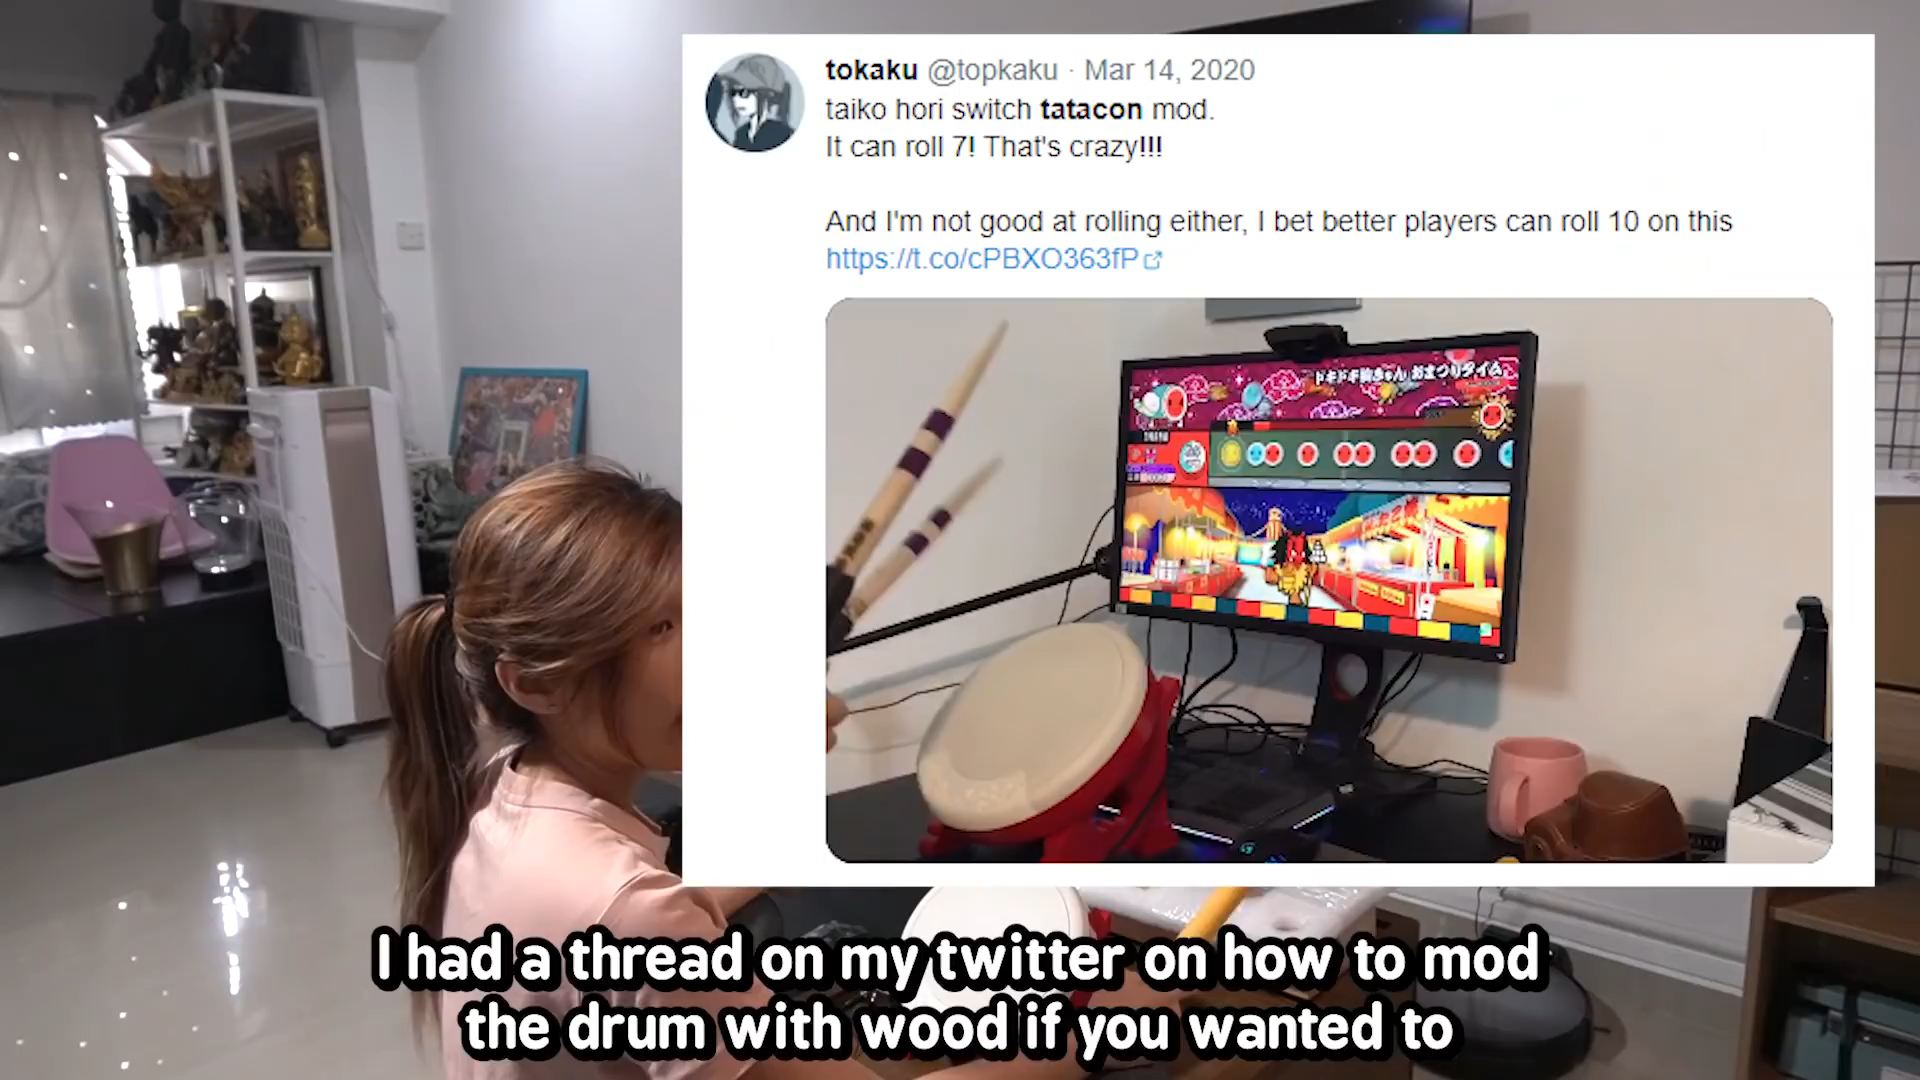 tokaku @topkaku · Mar 14, 2020
taiko hori switch tatacon mod.
It can roll 7! That's crazy!!!
And I'm not good at rolling either, I bet better players can roll 10 on this
https://t.co/cPBXO363fP
I had a thread on my twitter on how to mod
the drum with wood if you wanted to